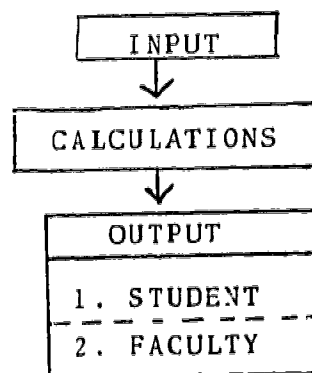 INPUT
CALCULATIONS
OUTPUT
1. STUDENT
2. FACULTY